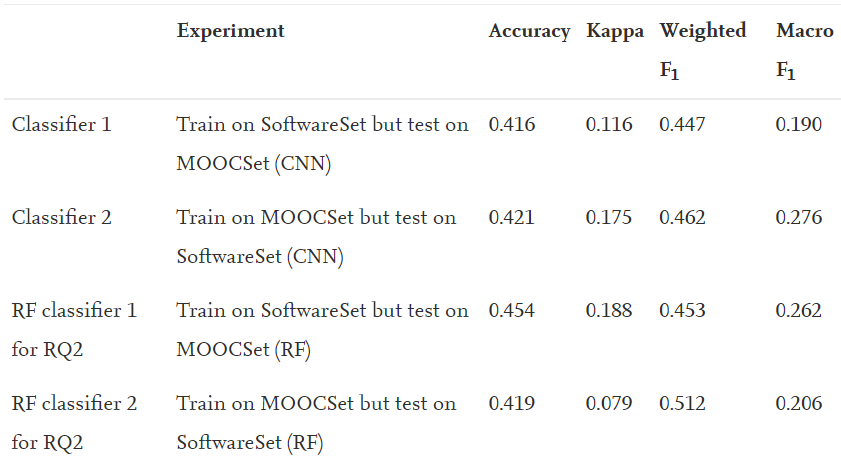 Experiment Accuracy Kappa Weighted F1 Macro F1
Classifier 1 Train on SoftwareSet but test on 0.416 0.116 0.447 0.190
MOOCSet (CNN)
Classifier 2 Train on MOOCSet but test on 0.421 0.175 0.462 0.276
SoftwareSet (CNN)
RF classifier 1 Train on SoftwareSet but test on 0.454 0.188 0.453 0.262
for RQ2 MOOCSet (RF)
RF classifier 2 Train on MOOCSet but test on 0.419 0.079 0.512 0.206
for RQ2 SoftwareSet (RF)